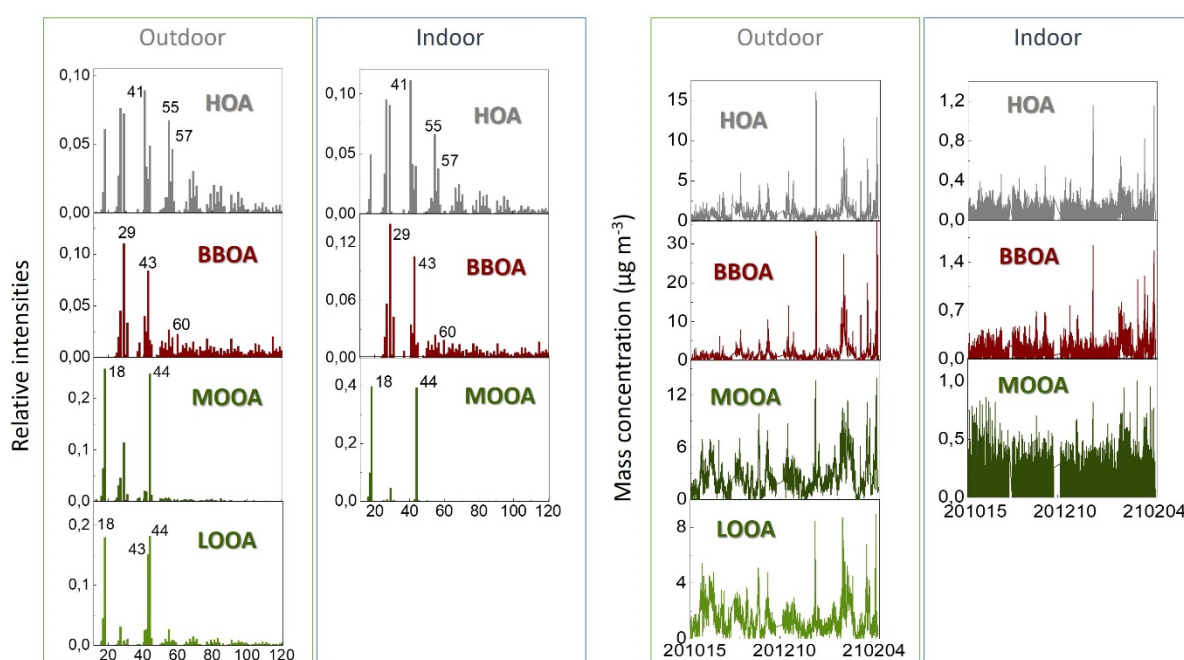 Outdoor
Indoor
Outdoor
Indoor
Relative intensities
0,10
0,05
0,00
41
55
57
HOA
0,10
0,05
0,00
29
43
60
BBOA
0,2
0,1
0,0
18
44
MOOA
0,2
0,1
0,0
18
43
44
LOOA
20 40 60 80 100 120
0,10
0,05
0,00
41
55
57
HOA
0,12
0,06
0,00
29
43
60
BBOA
0,4
0,2
0,0
18
44
MOOA
20 40 60 80 100 120
Mass concentration (µg m-3)
15
10
5
0
HOA
30
20
10
0
BBOA
12
9
6
3
0
MOOA
8
6
4
2
0
LOOA
201015 201210 210204
1,2
0,8
0,4
0,0
HOA
1,4
0,7
0,0
BBOA
1,0
0,5
0,0
MOOA
201015 201210 210204